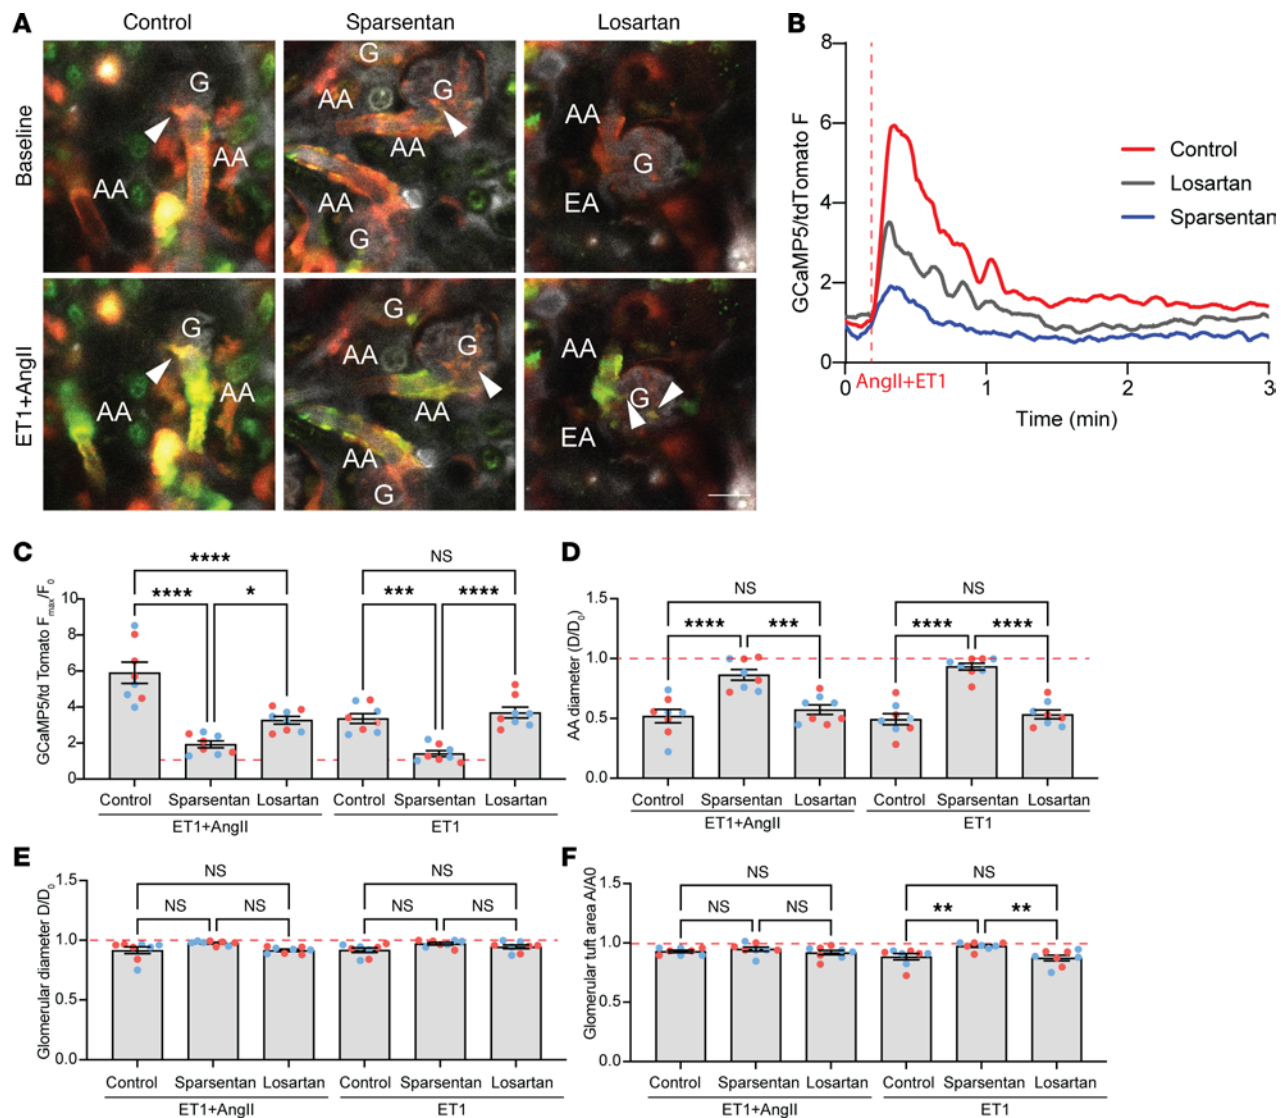 A
Control
Sparsentan
Losartan
Baseline
G
AA
AA
G
AA
G
AA
AA
G
AA
G
EA
ET1+AngII
G
AA
AA
G
AA
G
AA
AA
G
AA
G
EA
B
GCaMP5/tdTomato F
8
6
4
2
0
Control
Losartan
Sparsentan
0
1
2
3
AngII+ET1
Time (min)
C
GCaMP5/td Tomato Fmax/F0
10
8
6
4
2
0
****
****
*
NS
***
****
Control
Sparsentan
Losartan
Control
Sparsentan
Losartan
ET1+AngII
ET1
D
AA diameter (D/D0)
1.5
1.0
0.5
0.0
NS
****
***
NS
****
****
Control
Sparsentan
Losartan
Control
Sparsentan
Losartan
ET1+AngII
ET1
E
Glomerular diameter D/D0
1.5
1.0
0.5
0.0
NS
NS
NS
NS
NS
NS
Control
Sparsentan
Losartan
Control
Sparsentan
Losartan
ET1+AngII
ET1
F
Glomerular tuft area A/A0
1.5
1.0
0.5
0.0
NS
NS
NS
NS
**
**
Control
Sparsentan
Losartan
Control
Sparsentan
Losartan
ET1+AngII
ET1